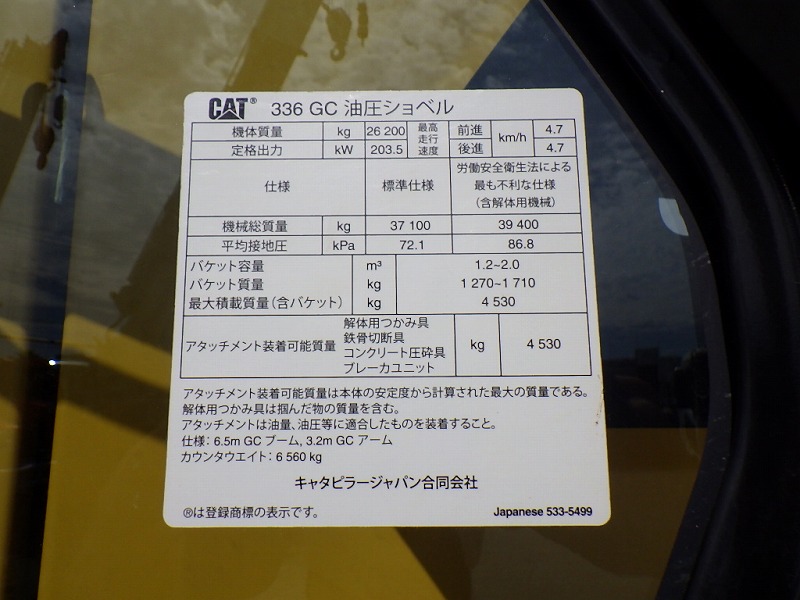 CAT® 336 GC 油圧ショベル
機体質量 kg 26 200 最高走行速度 前進 km/h 4.7
定格出力 kW 203.5 後進 4.7
仕様 標準仕様 労働安全衛生法による最も不利な仕様(含解体用機械)
機械総質量 kg 37 100 39 400
平均接地圧 kPa 72.1 86.8
バケット容量 m³ 1.2~2.0
バケット質量 kg 1 270~1 710
最大積載質量(含バケット) kg 4 530
アタッチメント装着可能質量 解体用つかみ具 kg 4 530
鉄骨切断具
コンクリート圧砕具
ブレーカユニット
アタッチメント装着可能質量は本体の安定度から計算された最大の質量である。
解体用つかみ具は掴んだ物の質量を含む。
アタッチメントは油量、油圧等に適合したものを装着すること。
仕様: 6.5m GC ブーム, 3.2m GC アーム
カウンタウエイト: 6 560 kg
キャタピラージャパン合同会社
®は登録商標の表示です。 Japanese 533-5499